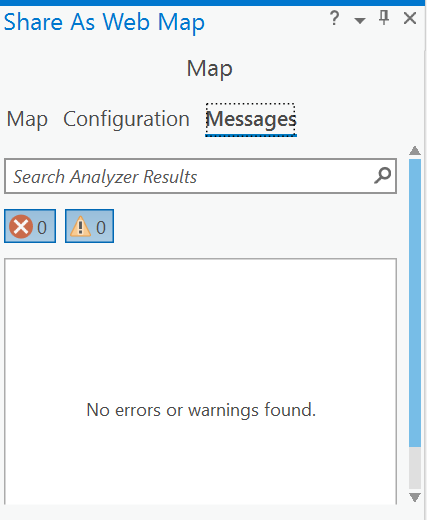 Share As Web Map ?
Map
Map Configuration Messages
Search Analyzer Results
0 0
No errors or warnings found.